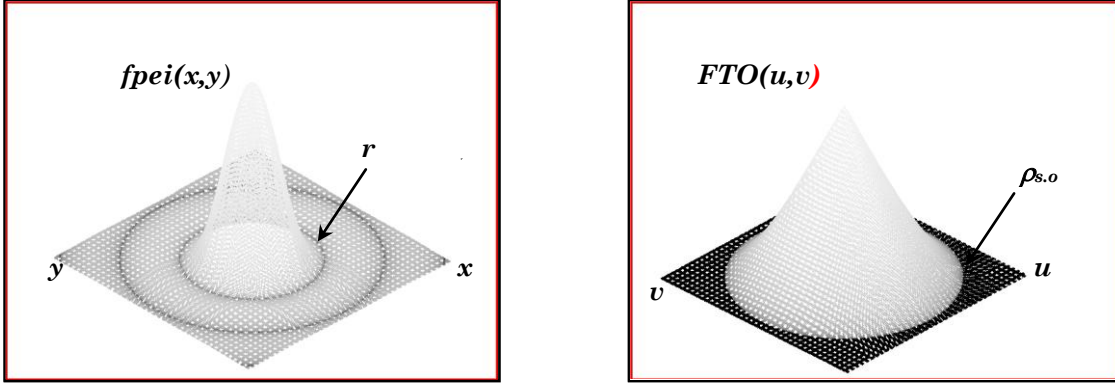 fpei(x,y)
r
y
x
FTO(u,v)
ρs.o
v
u